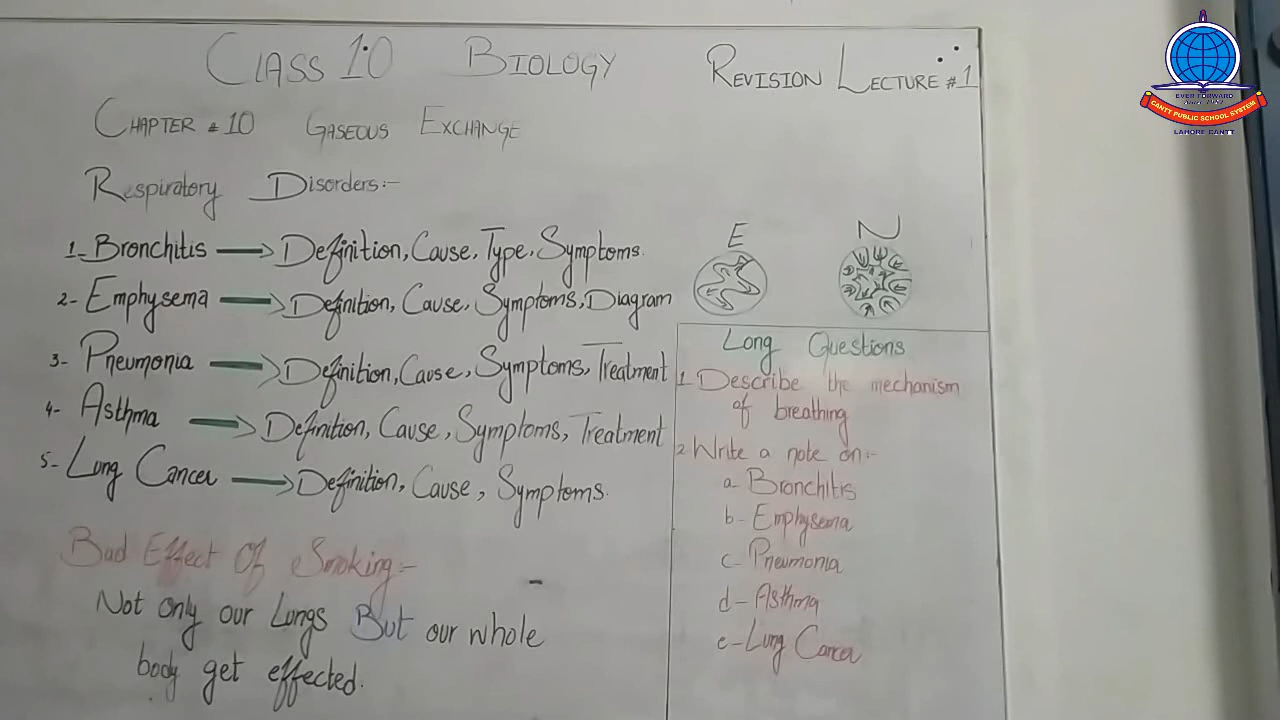 CLASS 10 BIOLOGY REVISION LECTURE #1
CHAPTER # 10 GASEOUS EXCHANGE
Respiratory Disorders:-
1- Bronchitis → Definition, Cause, Type, Symptoms.
2- Emphysema → Definition, Cause, Symptoms, Diagram
3- Pneumonia → Definition, Cause, Symptoms, Treatment
4- Asthma → Definition, Cause, Symptoms, Treatment
5- Lung Cancer → Definition, Cause, Symptoms.
Bad Effect Of Smoking:-
Not only our Lungs But our whole
body get effected.
E N
Long Questions
1. Describe the mechanism
of breathing
2 Write a note on:-
a- Bronchitis
b- Emphysema
c- Pneumonia
d- Asthma
e- Lung Cancer
EVER FORWARD
CANTT PUBLIC SCHOOL SYSTEM
LAHORE CANTT